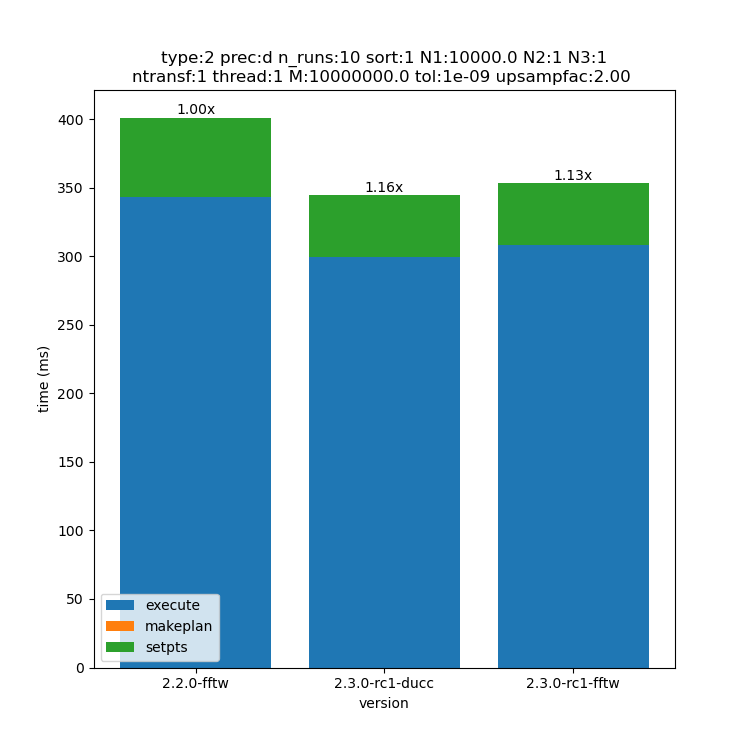 type:2 prec:d n_runs:10 sort:1 N1:10000.0 N2:1 N3:1
ntransf:1 thread:1 M:10000000.0 tol:1e-09 upsampfac:2.00
1.00x
1.16x
1.13x
400
350
300
250
200
150
100
50
0
time (ms)
execute
makeplan
setpts
2.2.0-fftw
2.3.0-rc1-ducc
2.3.0-rc1-fftw
version